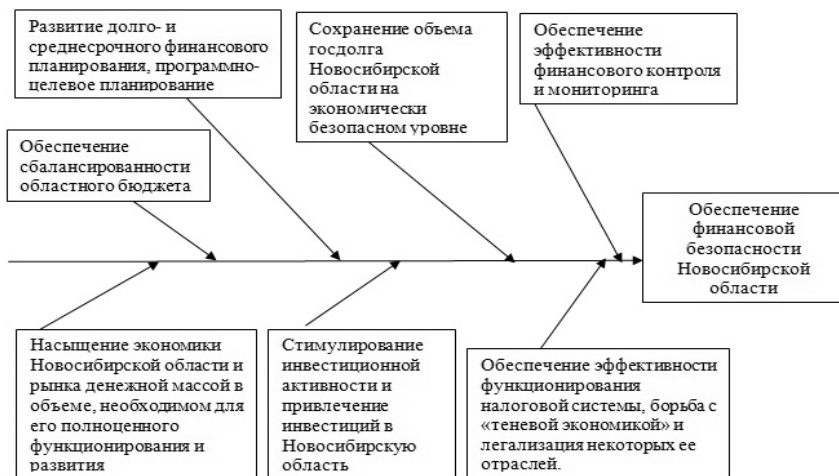 Развитие долго- и
среднесрочного финансового
планирования, программно-
целевое планирование
Сохранение объема
госдолга
Новосибирской
области на
экономически
безопасном уровне
Обеспечение
эффективности
финансового контроля
и мониторинга
Обеспечение
сбалансированности
областного бюджета
Обеспечение
финансовой
безопасности
Новосибирской
области
Насыщение экономики
Новосибирской области и
рынка денежной массой в
объеме, необходимом для
его полноценного
функционирования и
развития
Стимулирование
инвестиционной
активности и
привлечение
инвестиций в
Новосибирскую
область
Обеспечение эффективности
функционирования
налоговой системы, борьба с
«теневой экономикой» и
легализация некоторых ее
отраслей.